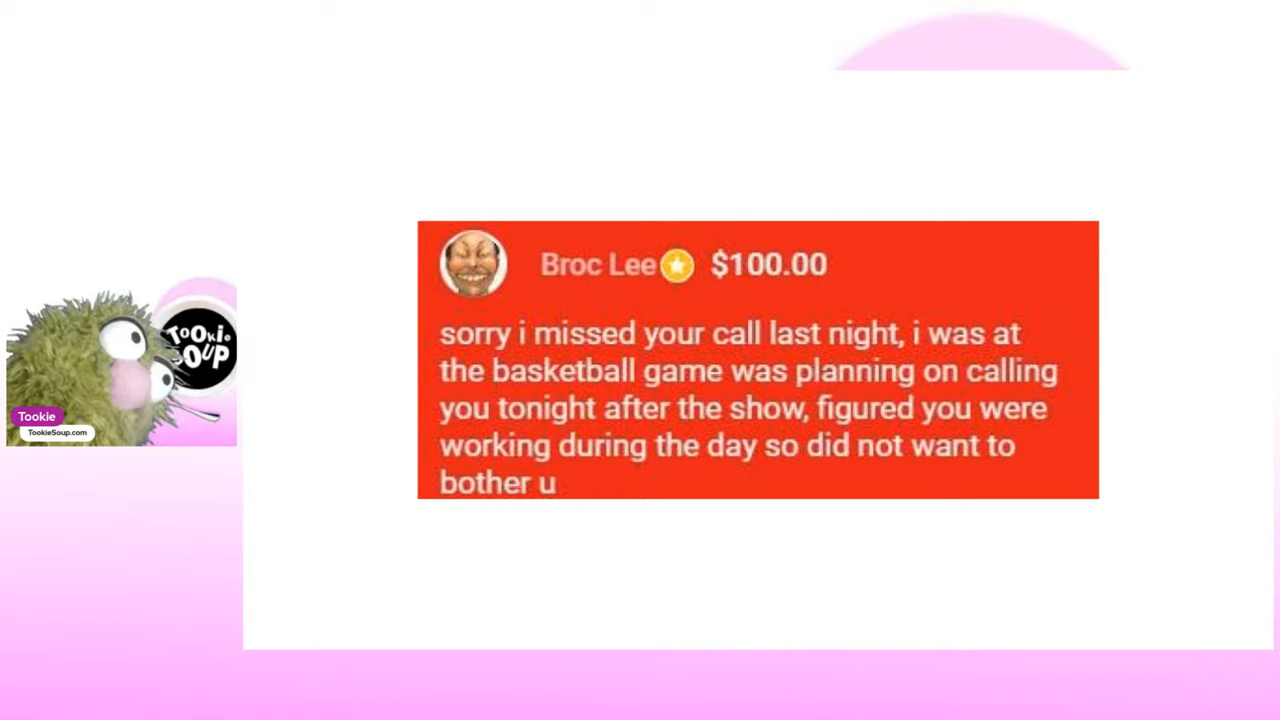 Broc Lee $100.00
sorry i missed your call last night, i was at
the basketball game was planning on calling
you tonight after the show, figured you were
working during the day so did not want to
bother u
TOOKiE
SOUP
Tookie
TookieSoup.com